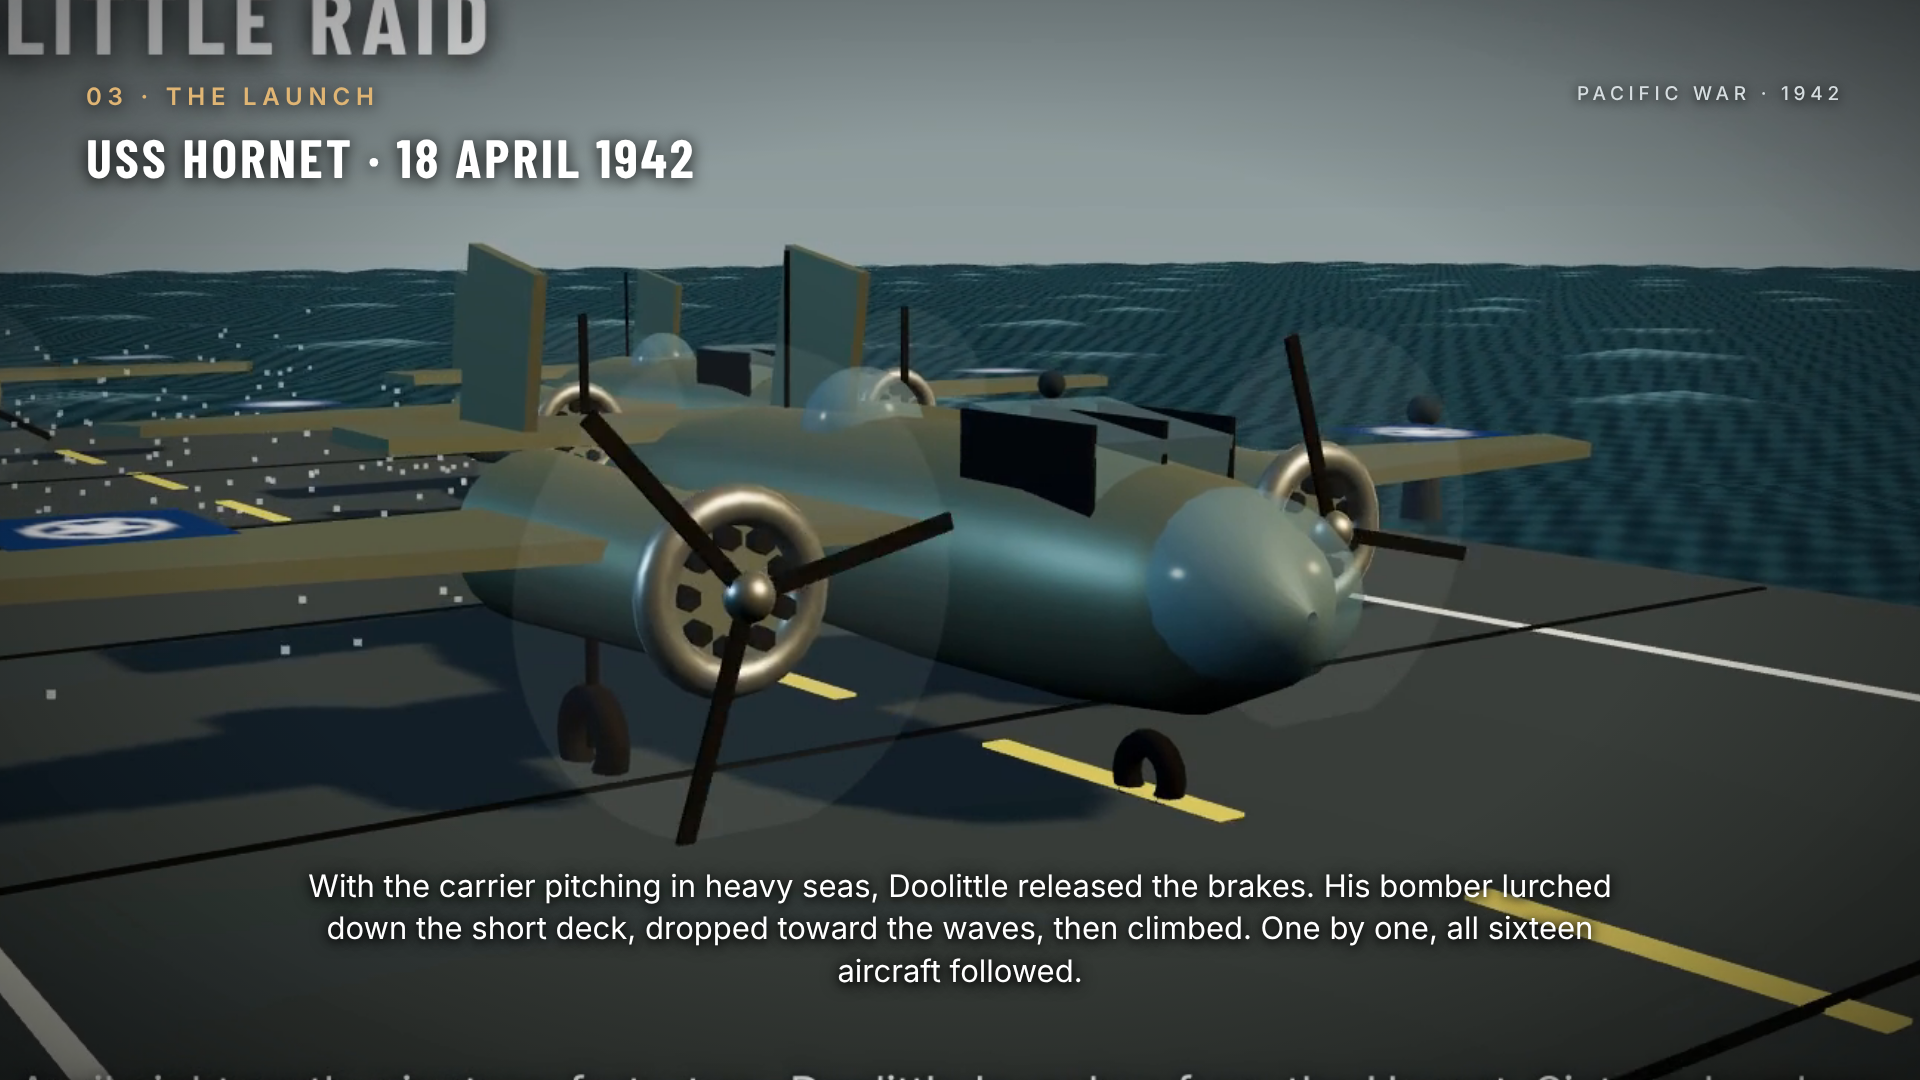 LITTLE RAID
03 · THE LAUNCH
PACIFIC WAR · 1942
USS HORNET · 18 APRIL 1942
With the carrier pitching in heavy seas, Doolittle released the brakes. His bomber lurched
down the short deck, dropped toward the waves, then climbed. One by one, all sixteen
aircraft followed.